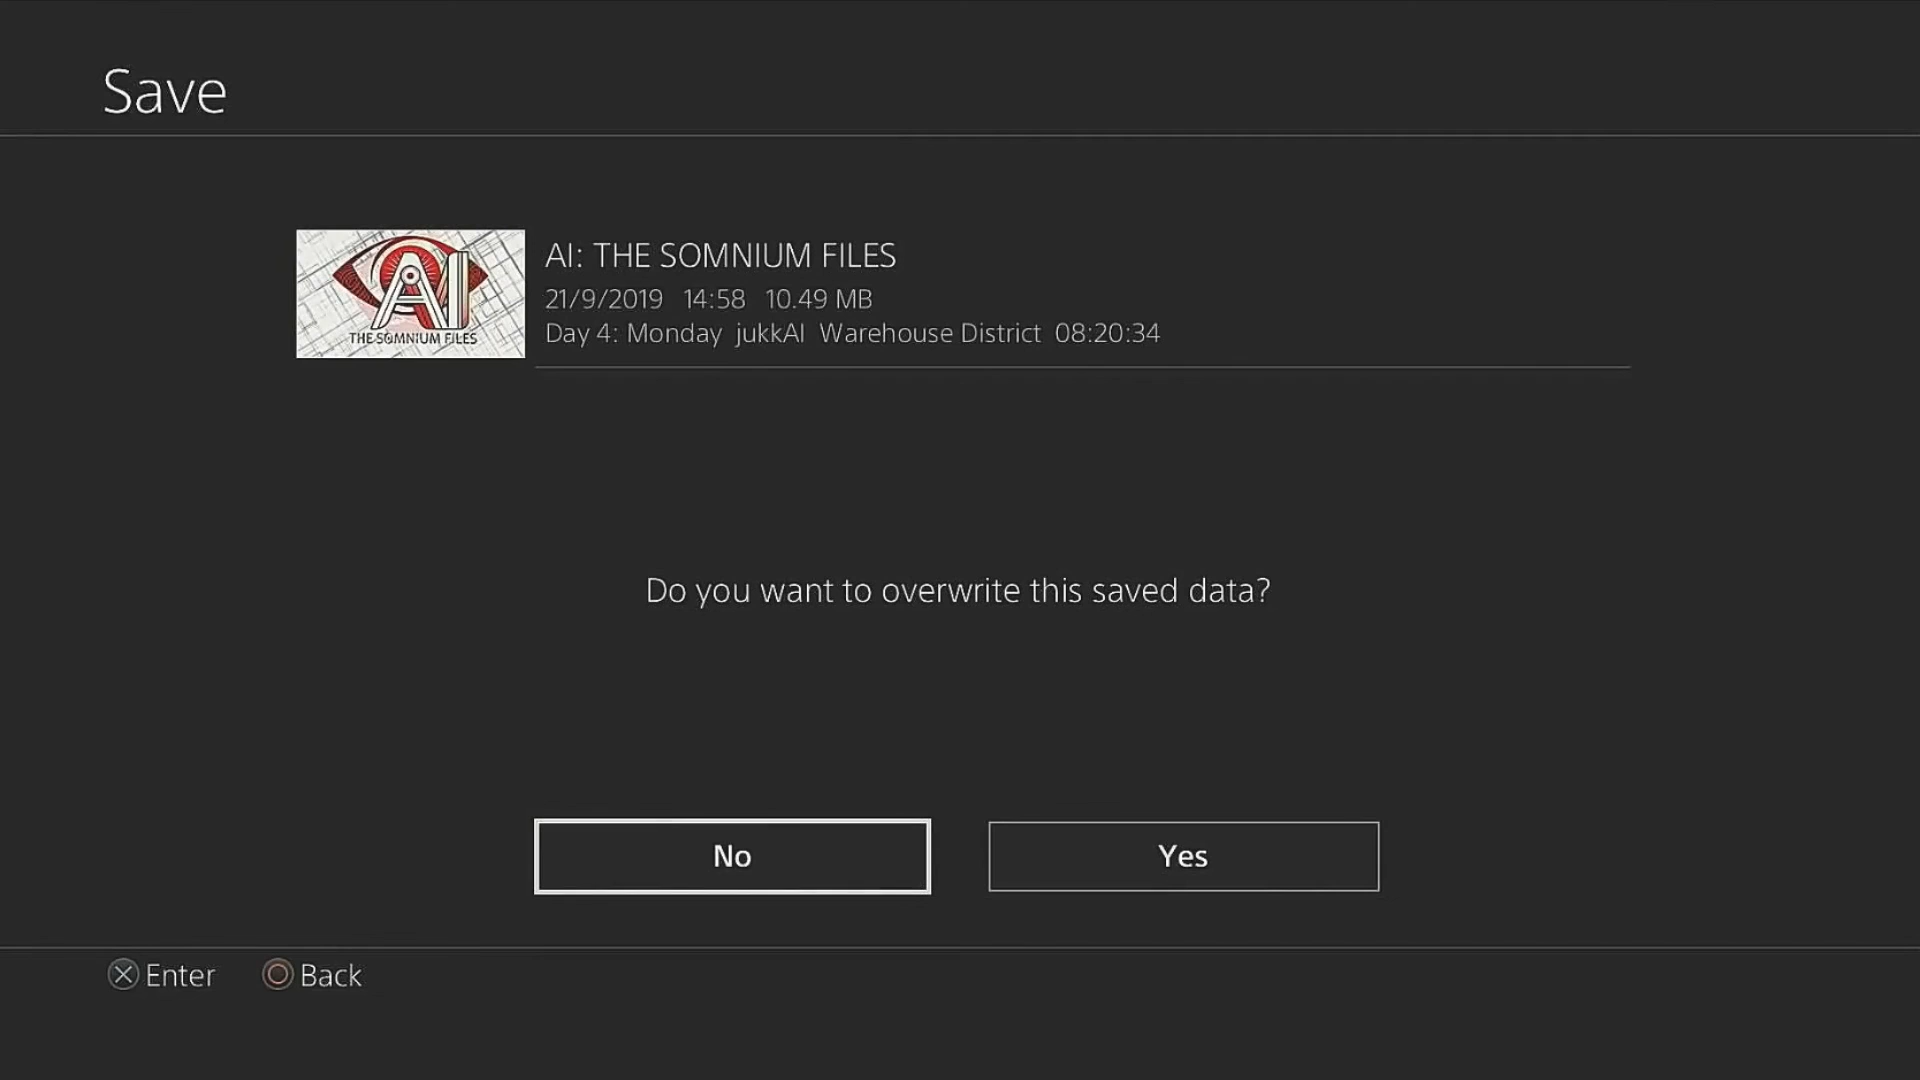 Save
AI
THE SOMNIUM FILES
AI: THE SOMNIUM FILES
21/9/2019 14:58 10.49 MB
Day 4: Monday jukkAI Warehouse District 08:20:34
Do you want to overwrite this saved data?
No Yes
Enter Back